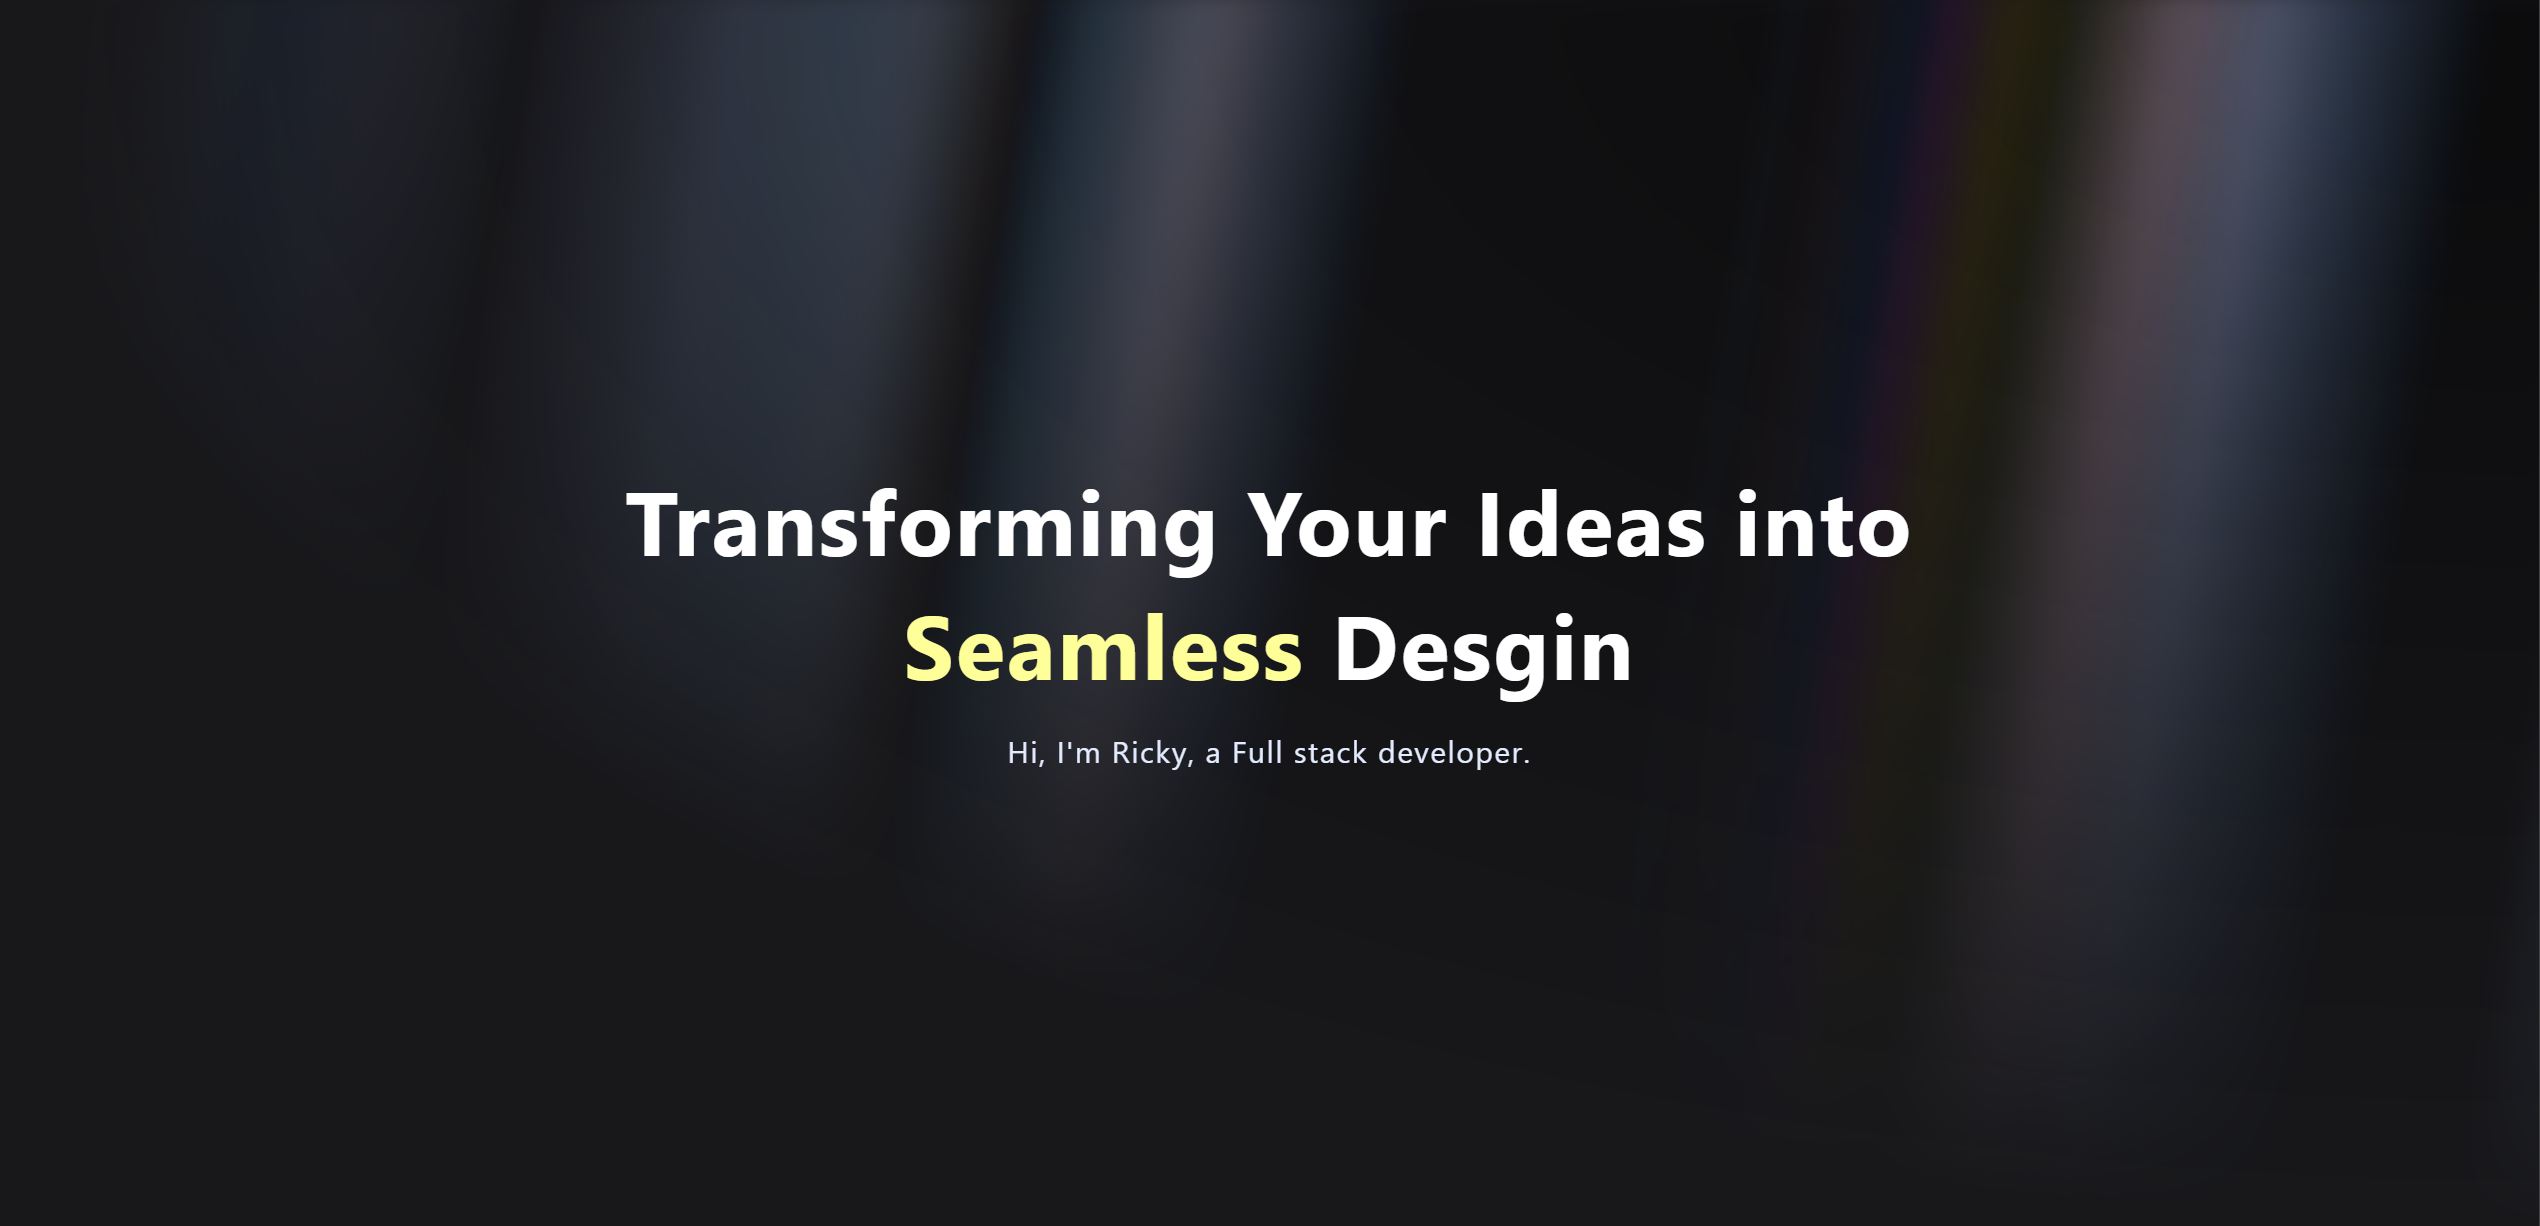 Transforming Your Ideas into
Seamless Desgin
Hi, I'm Ricky, a Full stack developer.